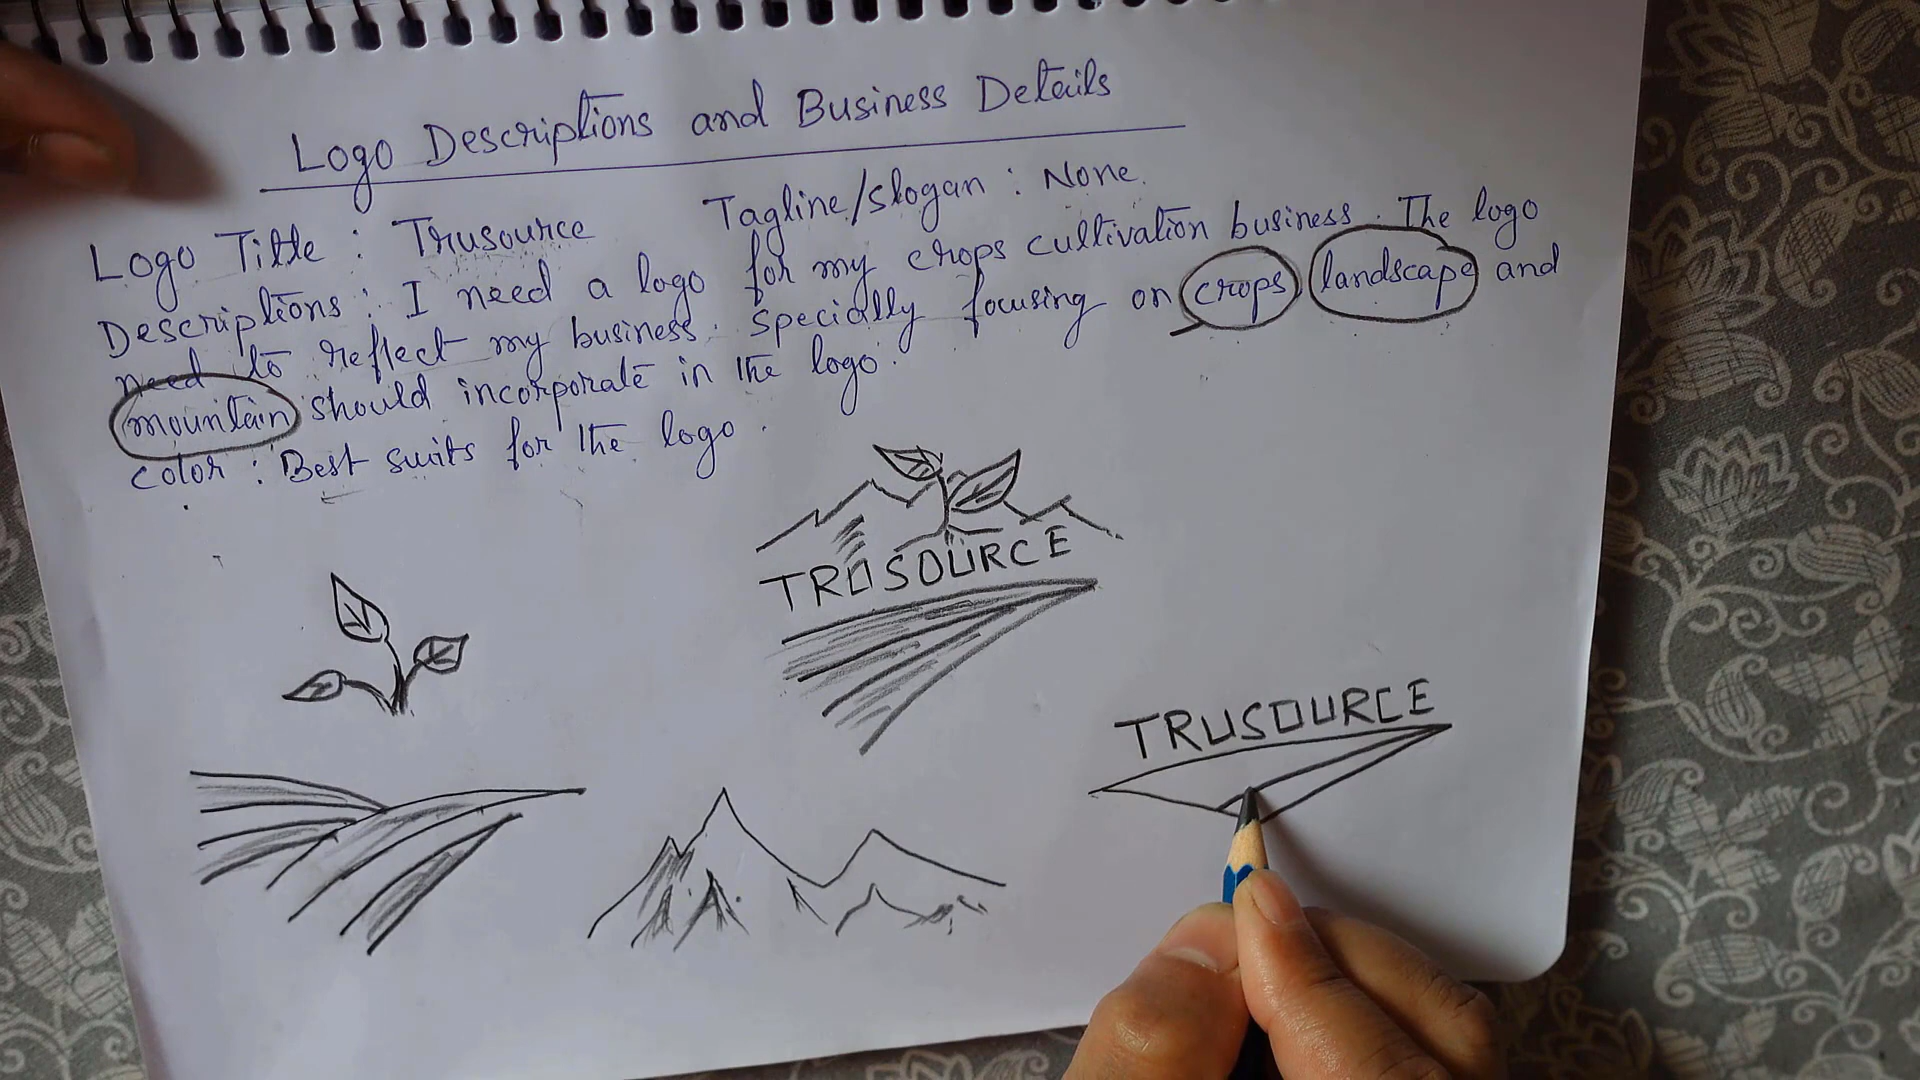 Logo Descriptions and Business Details
Logo Title : Trusource Tagline/slogan : None.
Descriptions : I need a logo for my crops cultivation business. The logo
need to reflect my business. specially focusing on crops landscape and
mountain should incorporate in the logo.
color : Best suits for the logo.
TRUSOURCE
TRUSOURCE